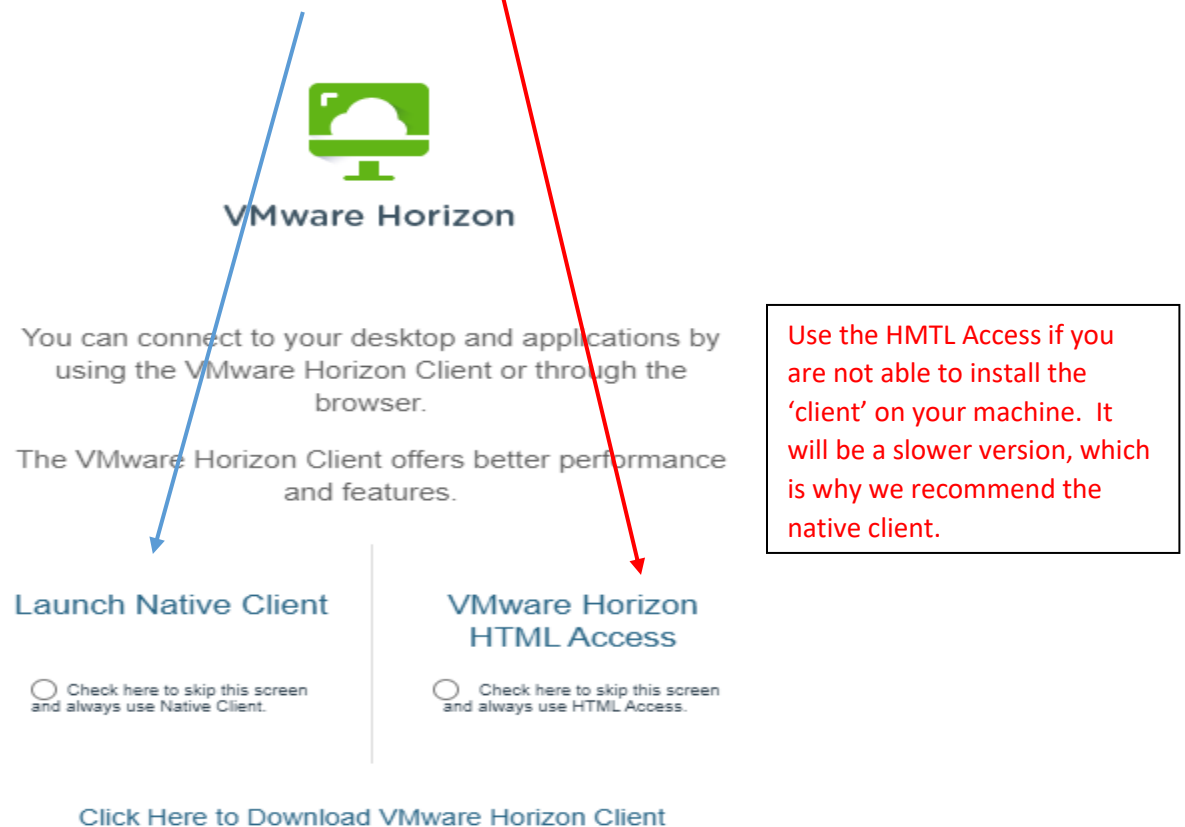 VMware Horizon
You can connect to your desktop and applications by
using the VMware Horizon Client or through the
browser.
The VMware Horizon Client offers better performance
and features.
Use the HMTL Access if you
are not able to install the
‘client’ on your machine.  It
will be a slower version, which
is why we recommend the
native client.
Launch Native Client
Check here to skip this screen
and always use Native Client.
VMware Horizon
HTML Access
Check here to skip this screen
and always use HTML Access.
Click Here to Download VMware Horizon Client